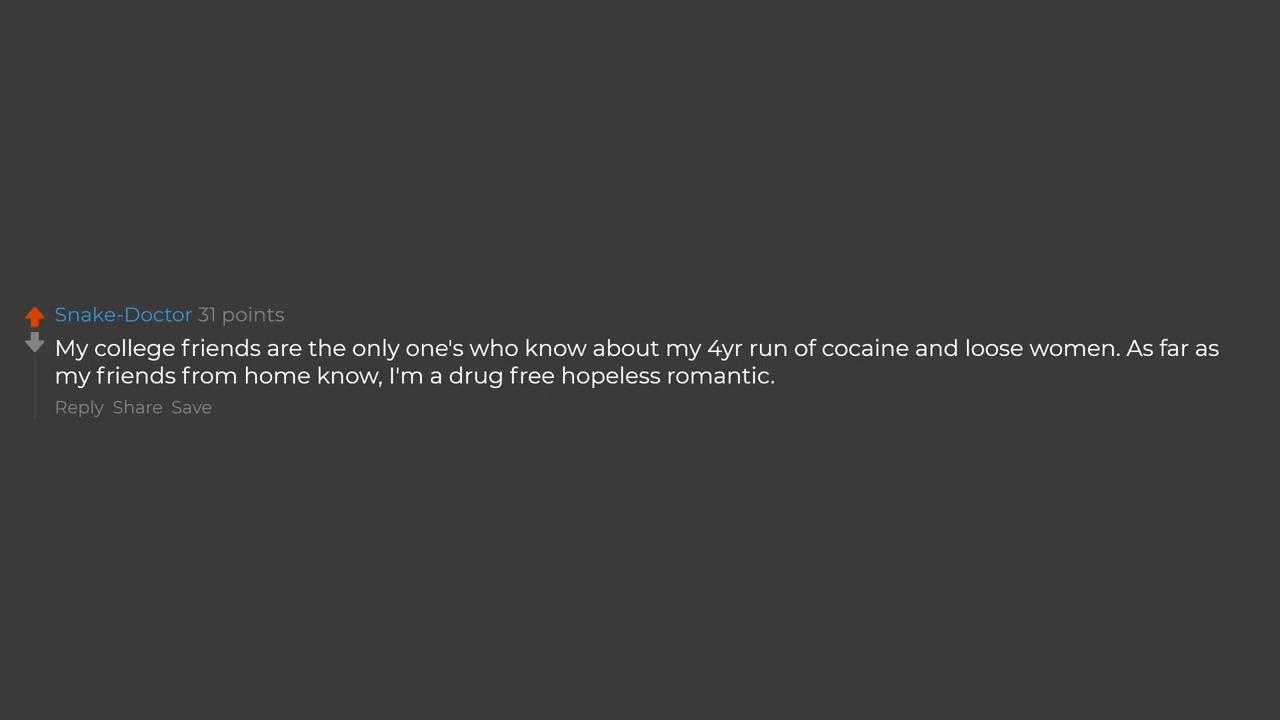 Snake-Doctor 31 points
My college friends are the only one's who know about my 4yr run of cocaine and loose women. As far as
my friends from home know, I'm a drug free hopeless romantic.
Reply Share Save